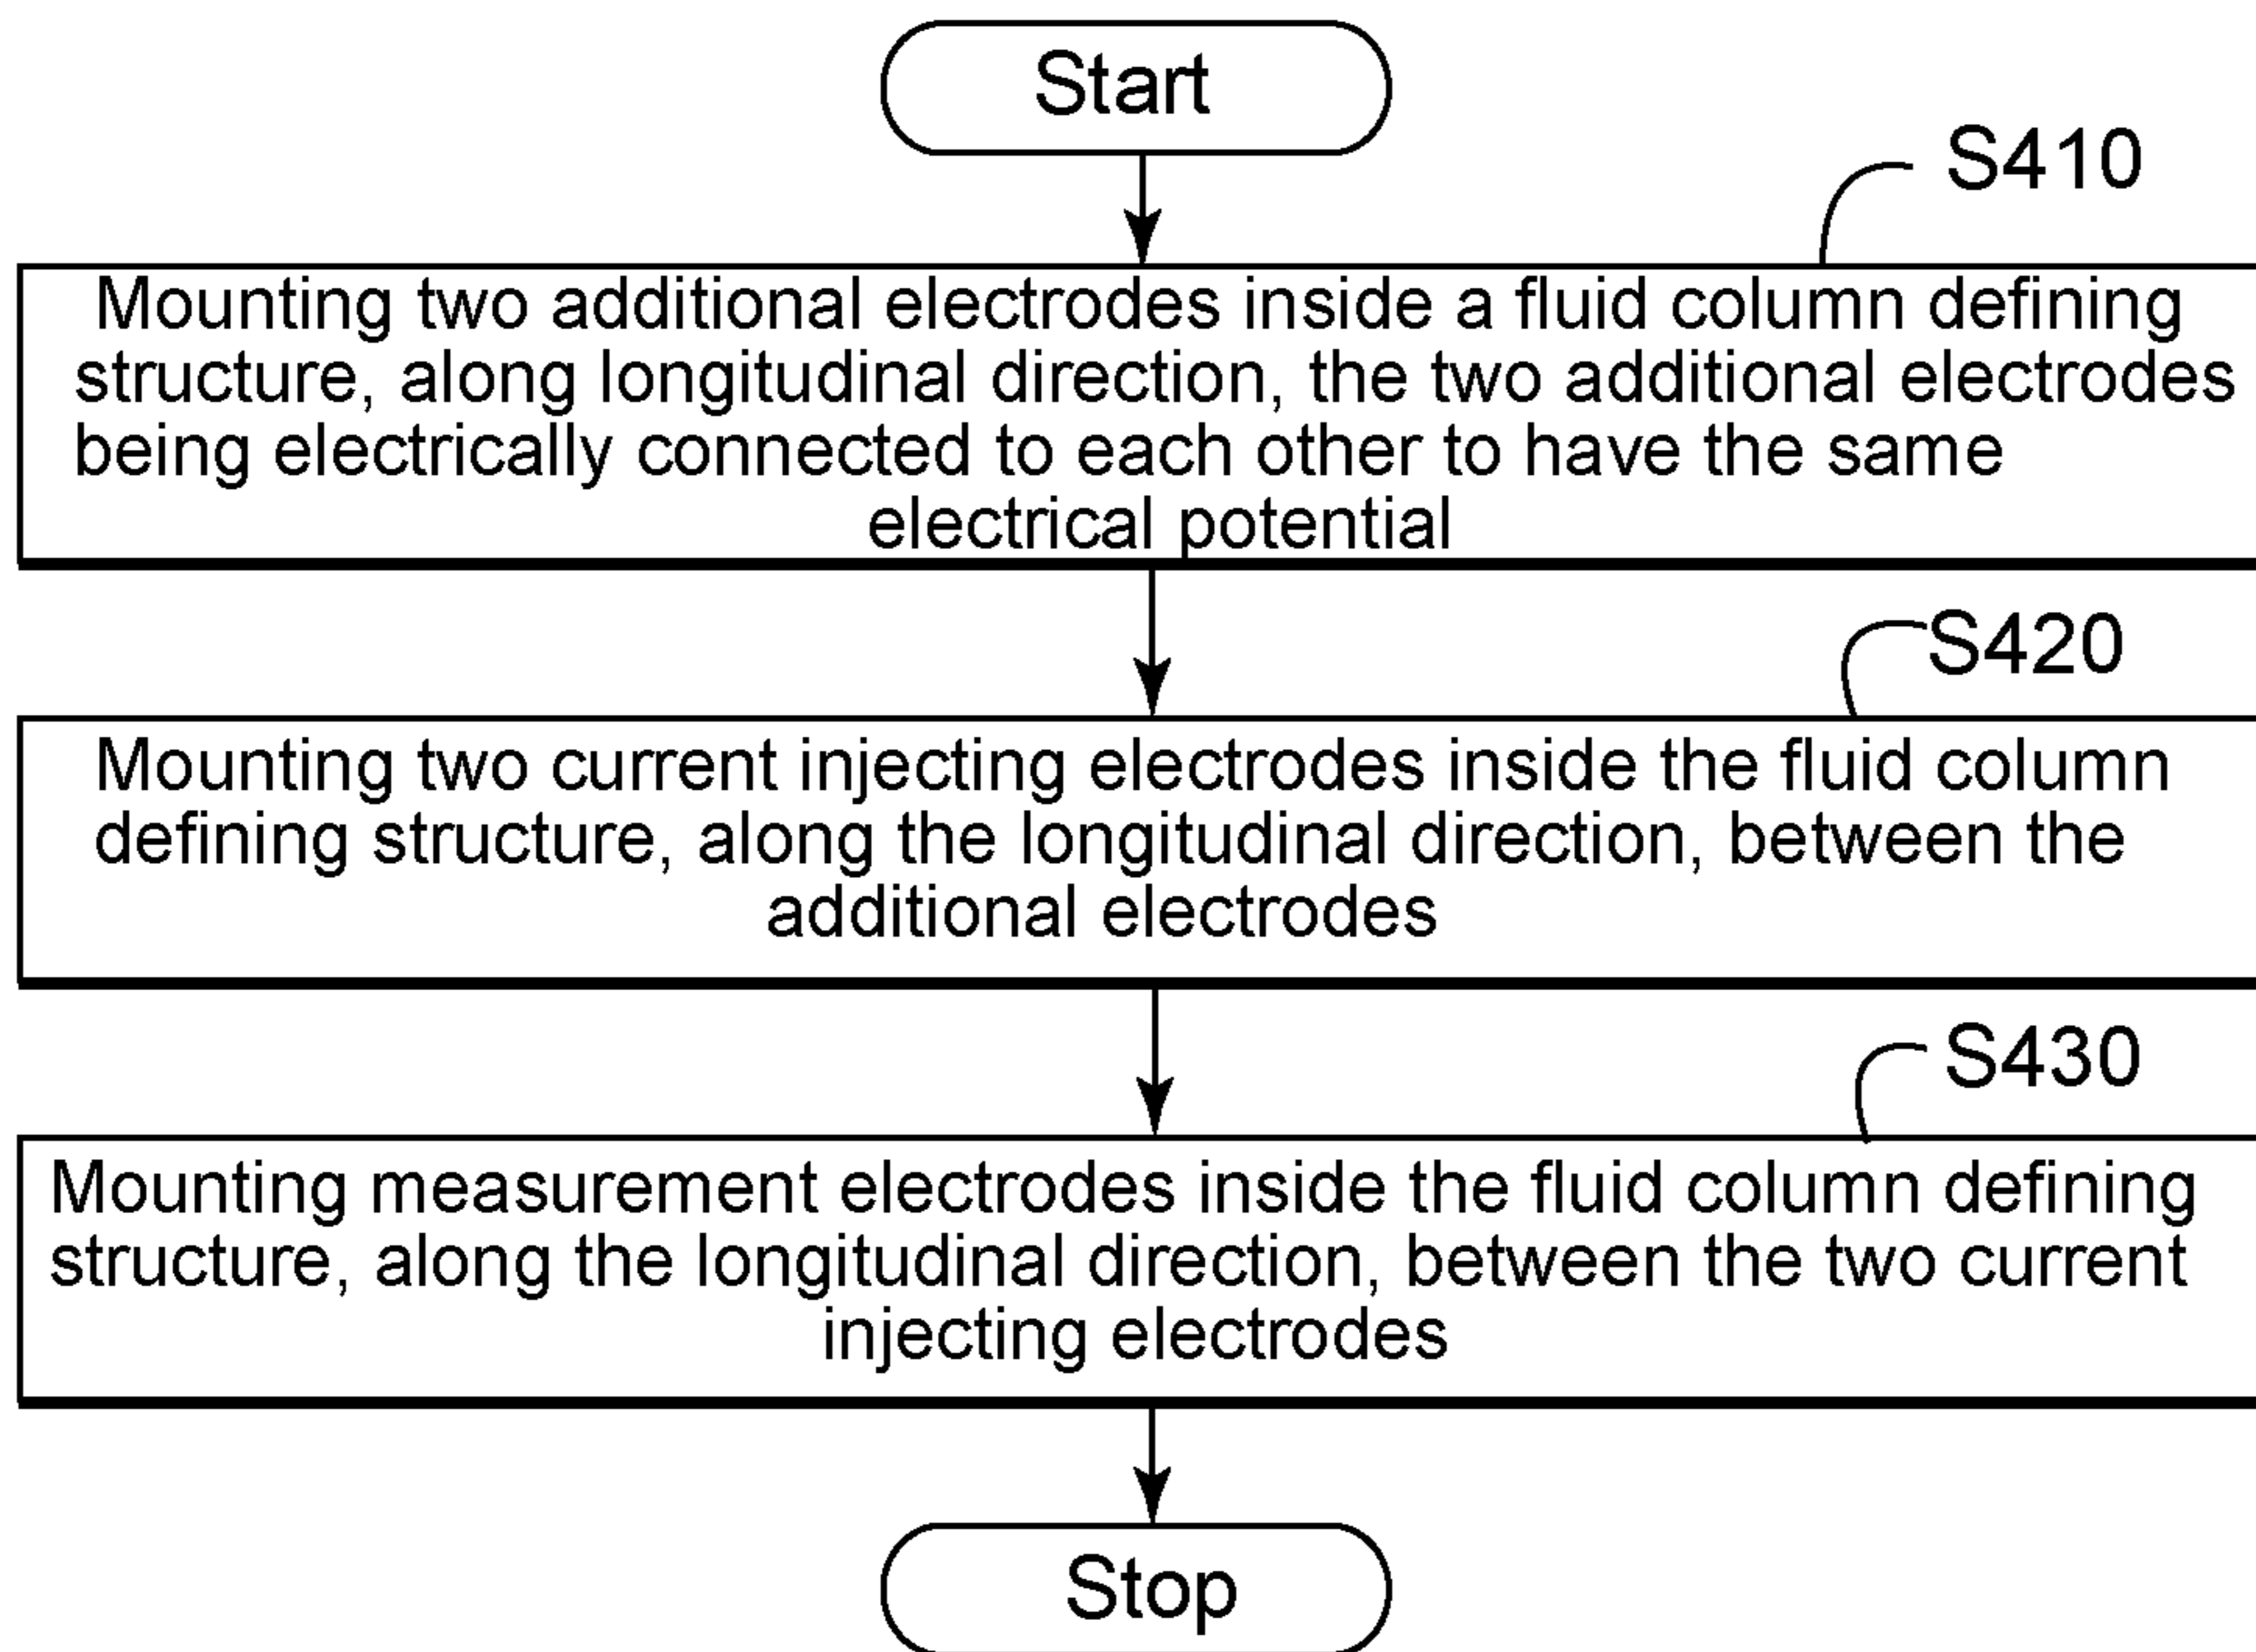 Start
S410
Mounting two additional electrodes inside a fluid column defining
structure, along longitudinal direction, the two additional electrodes
being electrically connected to each other to have the same
electrical potential
S420
Mounting two current injecting electrodes inside the fluid column
defining structure, along the longitudinal direction, between the
additional electrodes
S430
Mounting measurement electrodes inside the fluid column defining
structure, along the longitudinal direction, between the two current
injecting electrodes
Stop